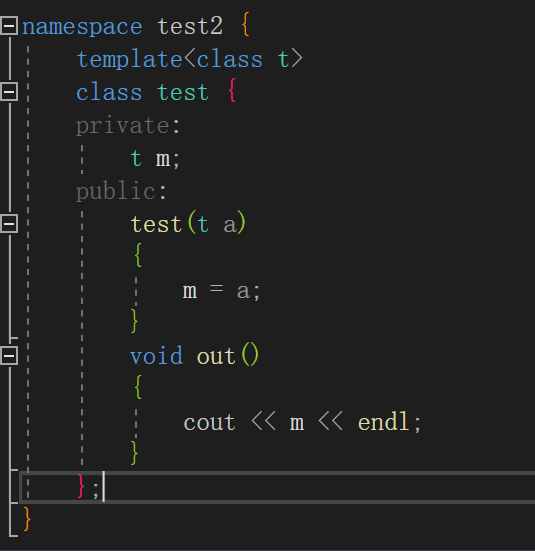 namespace test2 {
    template<class t>
    class test {
    private:
        t m;
    public:
        test(t a)
        {
            m = a;
        }
        void out()
        {
            cout << m << endl;
        }
    };
}